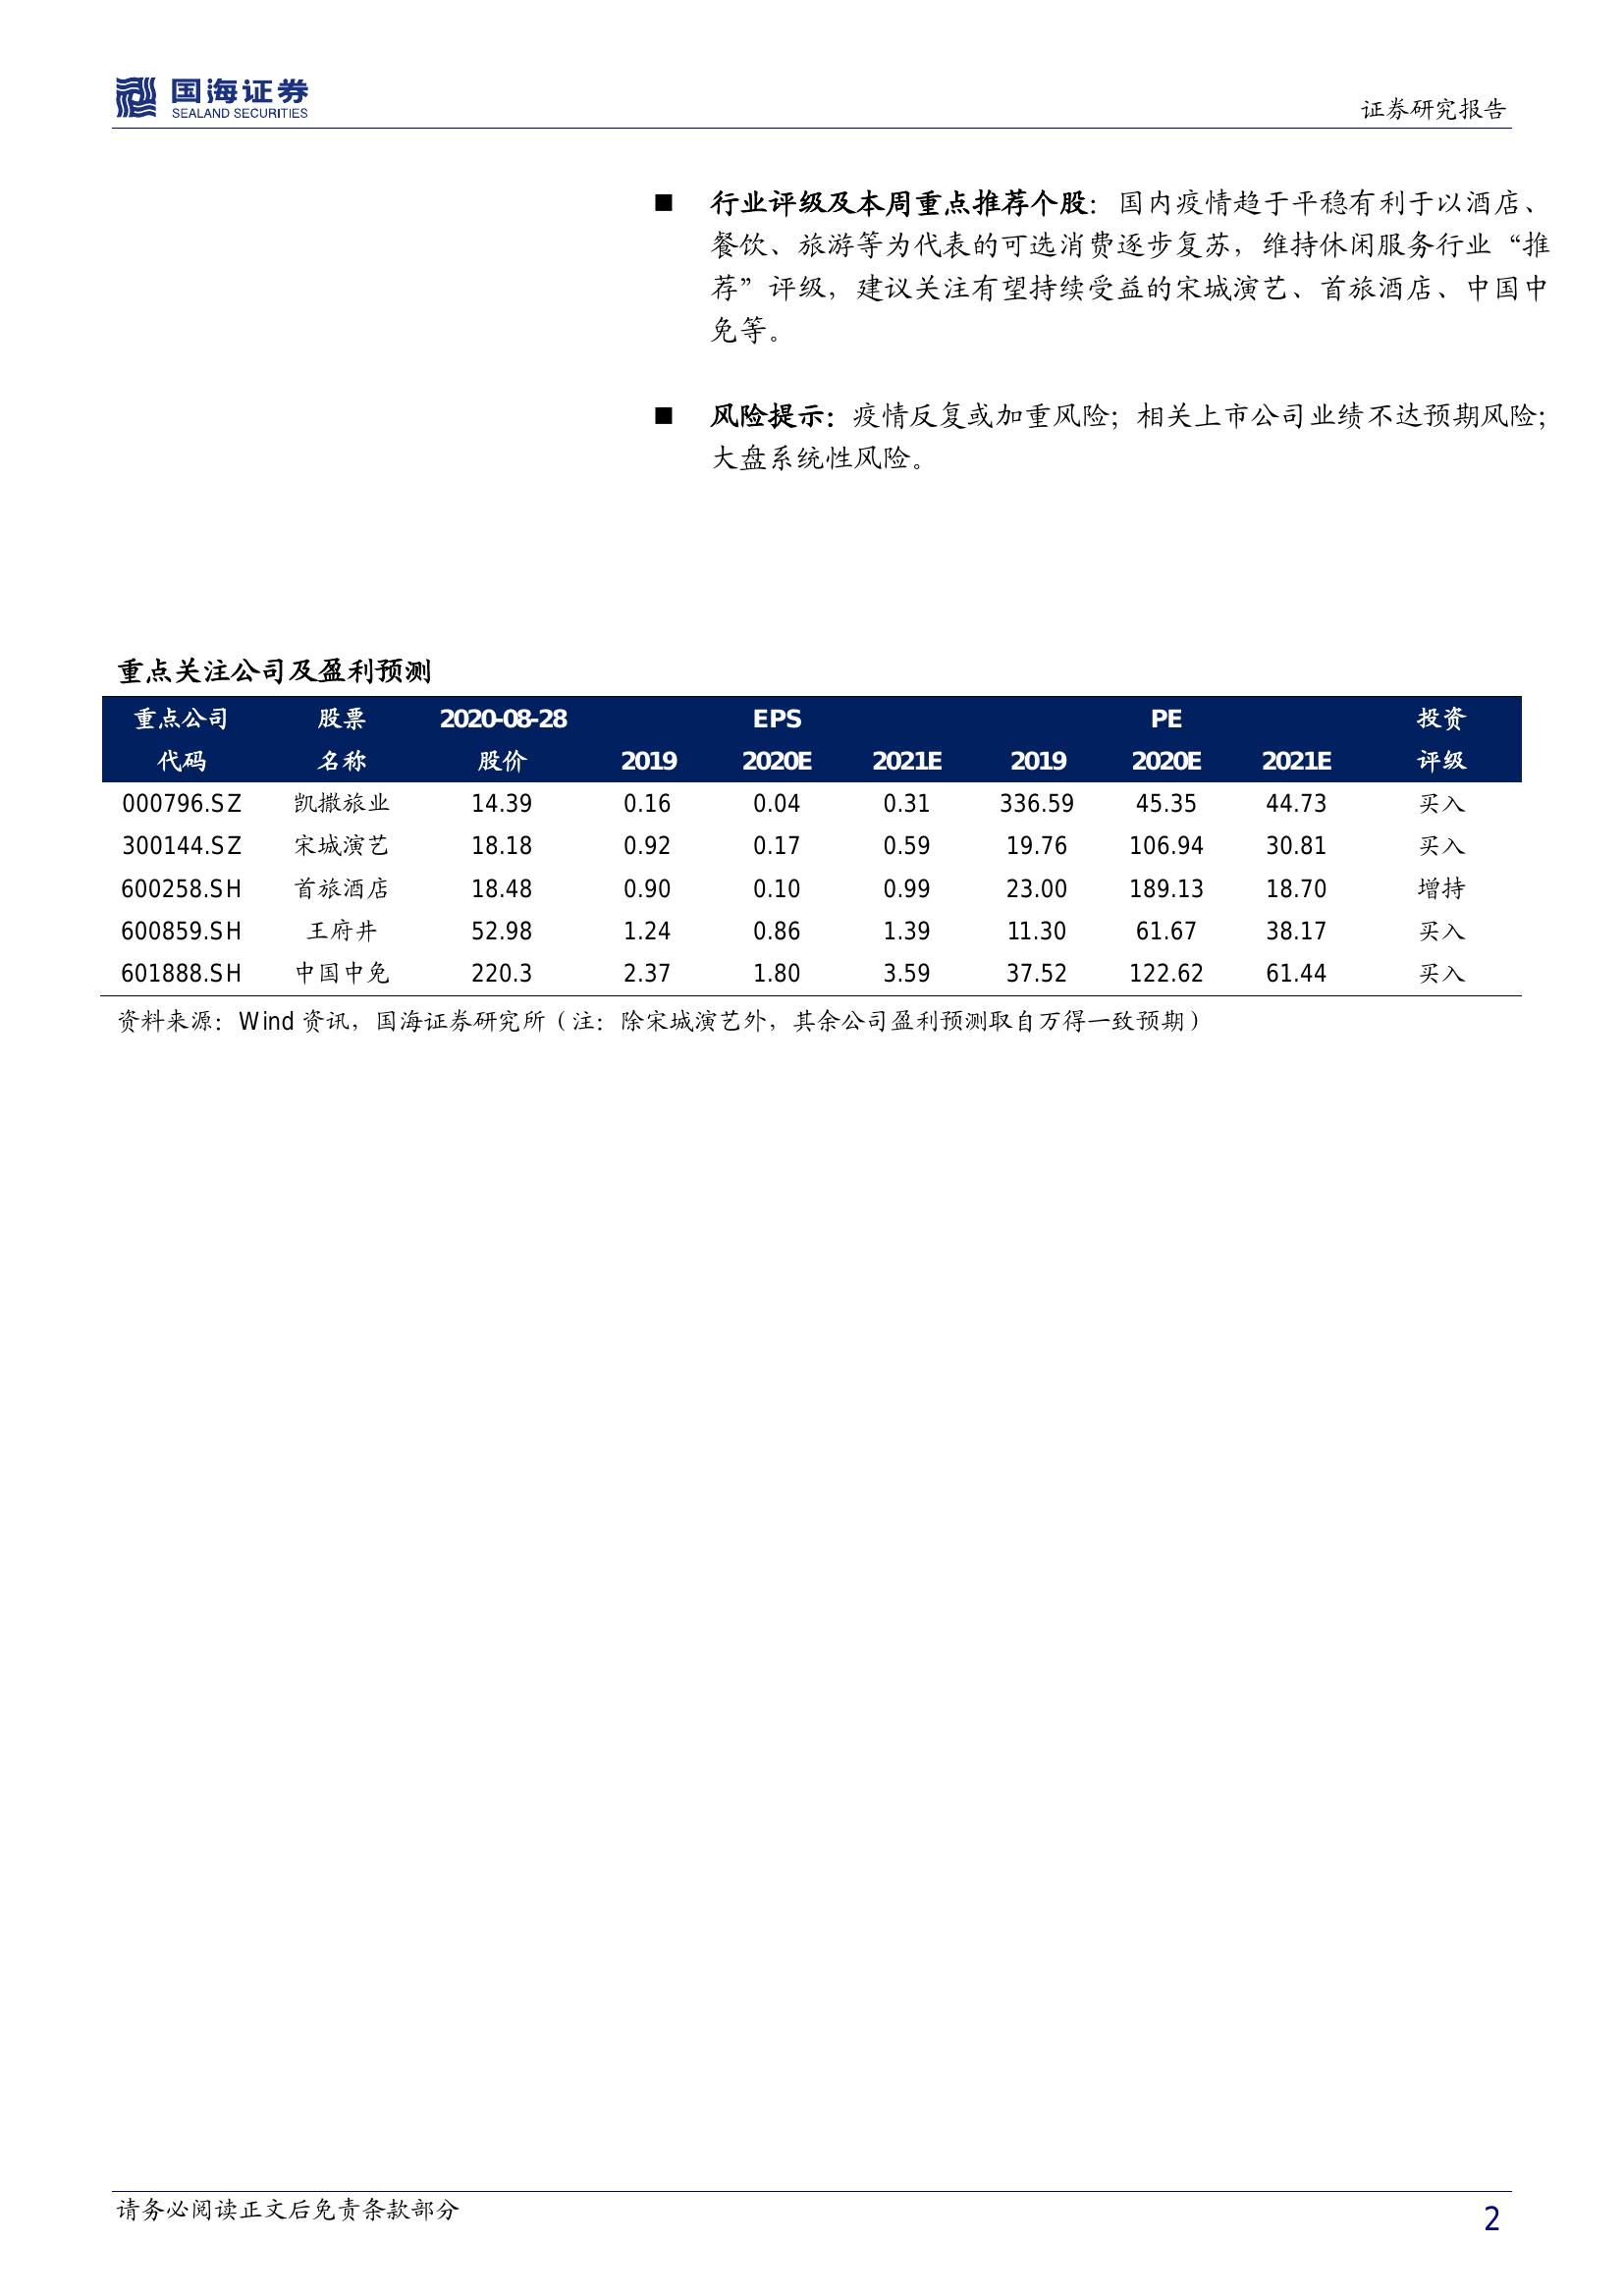 国海证券
SEALAND SECURITIES
证券研究报告
■ 行业评级及本周重点推荐个股：国内疫情趋于平稳有利于以酒店、
餐饮、旅游等为代表的可选消费逐步复苏，维持休闲服务行业“推
荐”评级，建议关注有望持续受益的宋城演艺、首旅酒店、中国中
免等。
■ 风险提示：疫情反复或加重风险；相关上市公司业绩不达预期风险；
大盘系统性风险。
重点关注公司及盈利预测
重点公司 股票 2020-08-28 EPS PE 投资
代码 名称 股价 2019 2020E 2021E 2019 2020E 2021E 评级
000796.SZ 凯撒旅业 14.39 0.16 0.04 0.31 336.59 45.35 44.73 买入
300144.SZ 宋城演艺 18.18 0.92 0.17 0.59 19.76 106.94 30.81 买入
600258.SH 首旅酒店 18.48 0.90 0.10 0.99 23.00 189.13 18.70 增持
600859.SH 王府井 52.98 1.24 0.86 1.39 11.30 61.67 38.17 买入
601888.SH 中国中免 220.3 2.37 1.80 3.59 37.52 122.62 61.44 买入
资料来源：Wind 资讯，国海证券研究所（注：除宋城演艺外，其余公司盈利预测取自万得一致预期）
请务必阅读正文后免责条款部分
2